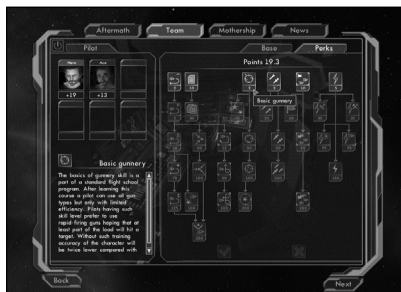 Aftermath
Team
Mothership
News
Pilot
Base
Perks
Points 19.3
Hero
Ace
+19
+13
Basic gunnery
Basic gunnery
The basics of gunnery skill is a
part of a standard flight school
program. After learning this
course a pilot can use all gun
types but only with limited
efficiency. Pilots having such
skill level prefer to use
rapid-firing guns hoping that at
least part of the load will hit a
target. Without such training
accuracy of the character will
be twice lower compared with
Back
Next